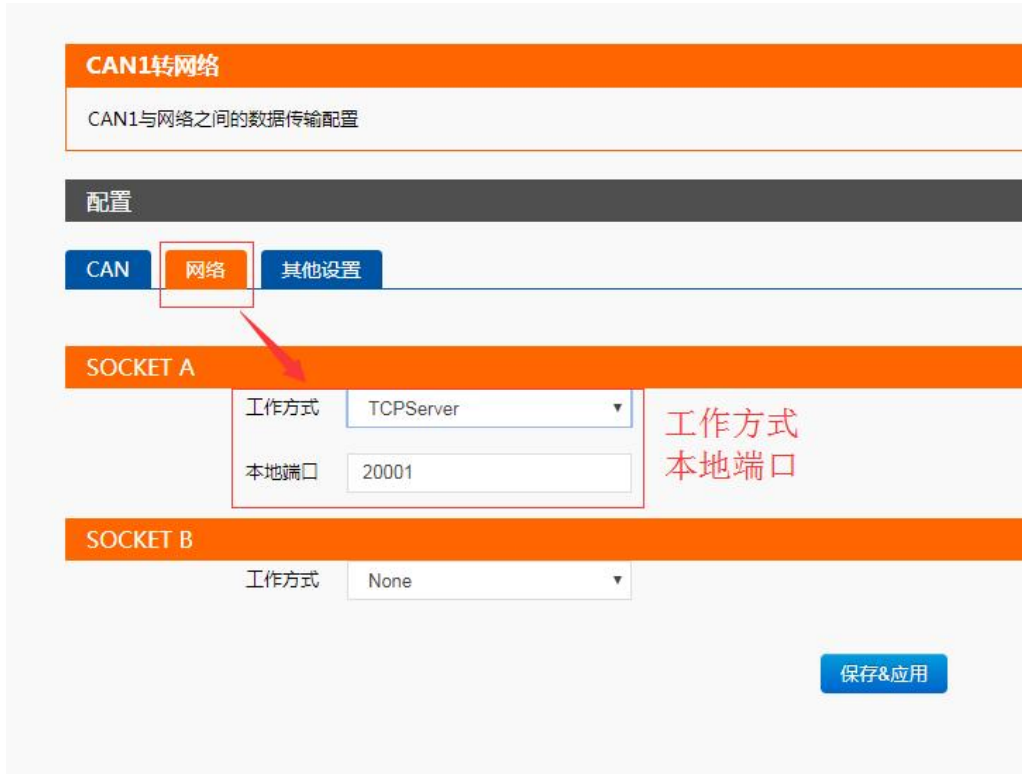 CAN1转网络
CAN1与网络之间的数据传输配置
配置
CAN 网络 其他设置
SOCKET A
工作方式 TCPServer
工作方式
本地端口
本地端口 20001
SOCKET B
工作方式 None
保存&应用